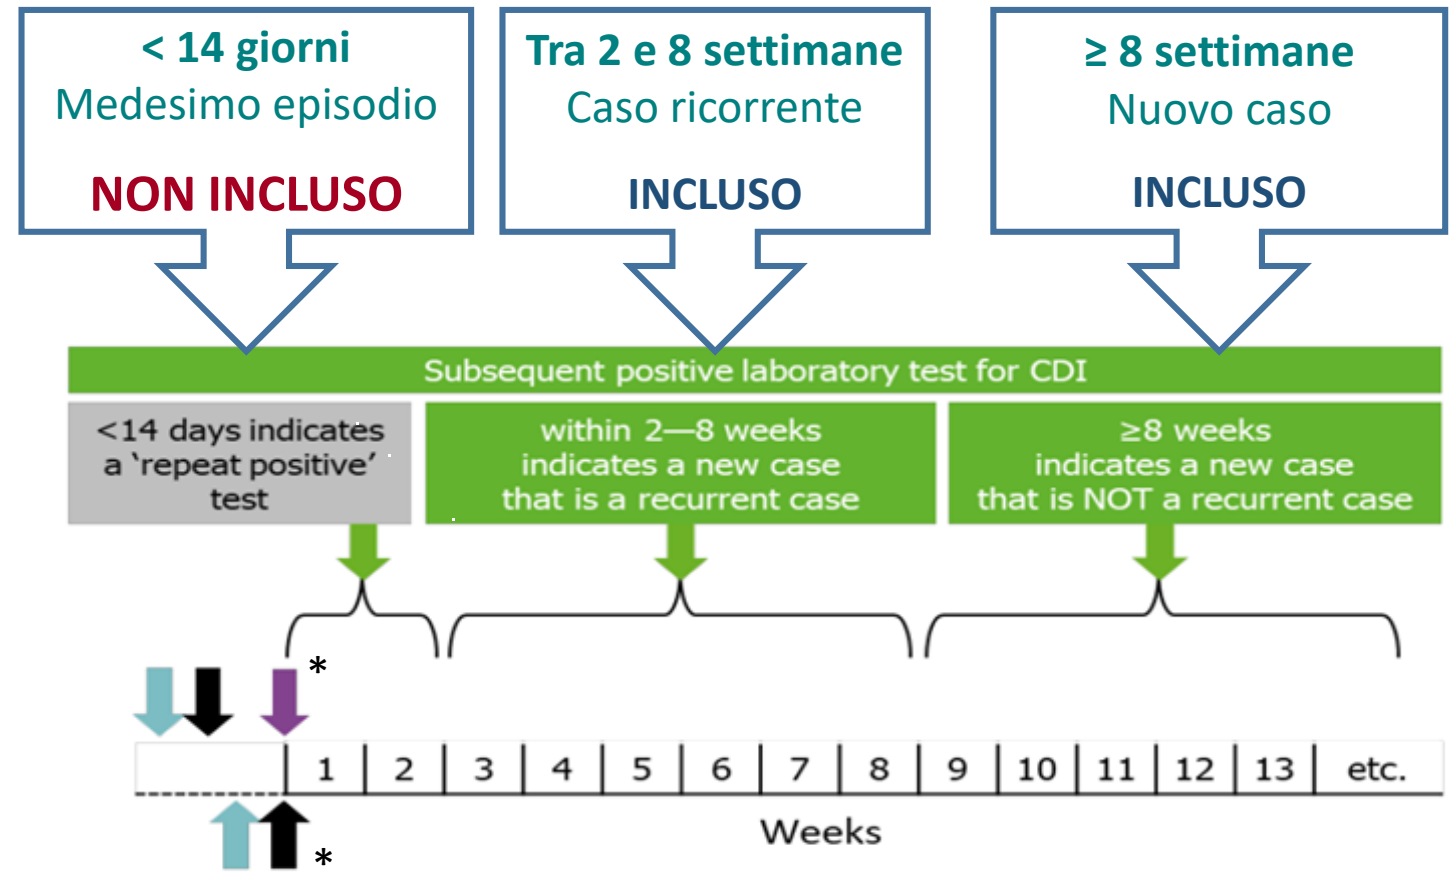 < 14 giorni
Medesimo episodio
NON INCLUSO
Tra 2 e 8 settimane
Caso ricorrente
INCLUSO
≥ 8 settimane
Nuovo caso
INCLUSO
Subsequent positive laboratory test for CDI
<14 days indicates
a ‘repeat positive’
test
within 2—8 weeks
indicates a new case
that is a recurrent case
≥8 weeks
indicates a new case
that is NOT a recurrent case
*
1 2 3 4 5 6 7 8 9 10 11 12 13 etc.
Weeks
*